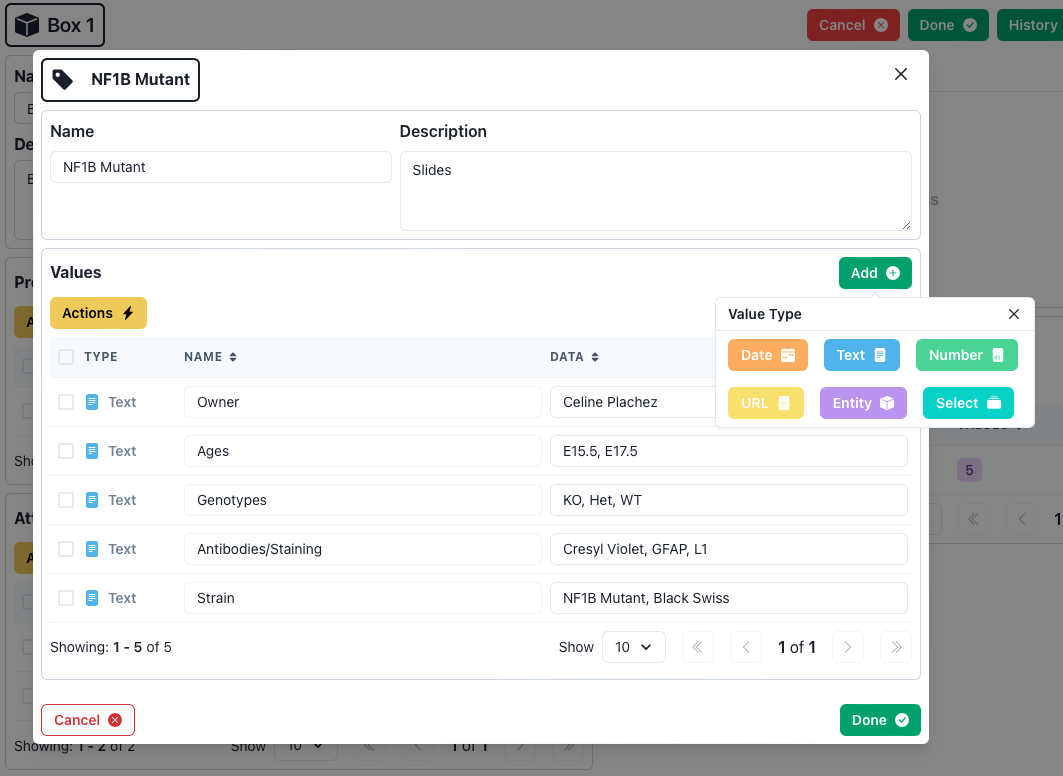 Box 1
Cancel
Done
History
NF1B Mutant
Name
Description
NF1B Mutant
Slides
Values
Add
Actions
Value Type
Date
Text
Number
URL
Entity
Select
TYPE
NAME
DATA
Text
Owner
Celine Plachez
Text
Ages
E15.5, E17.5
Text
Genotypes
KO, Het, WT
5
Text
Antibodies/Staining
Cresyl Violet, GFAP, L1
1
Text
Strain
NF1B Mutant, Black Swiss
Showing: 1 - 5 of 5
Show
10
1 of 1
Cancel
Done
Showing: 1 - 2 of 2
Show
10
1 of 1